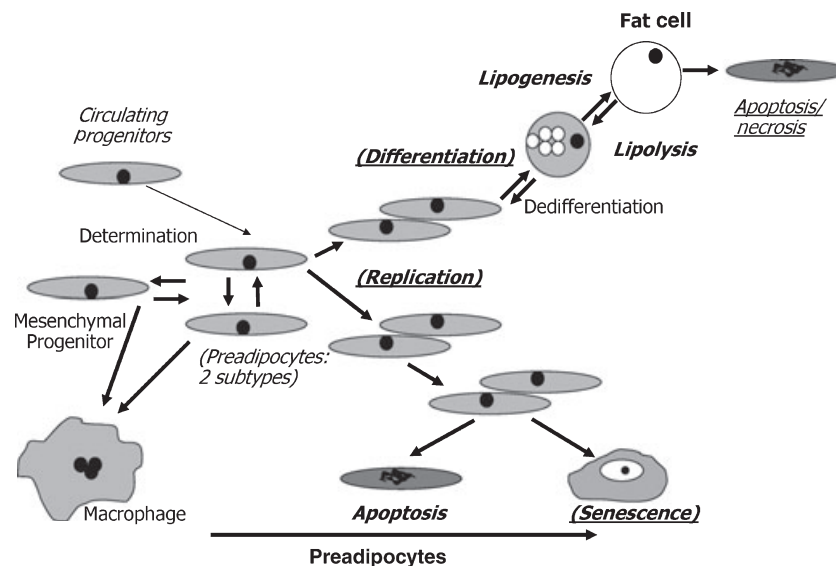 Fat cell
Lipogenesis
Apoptosis/
necrosis
Circulating
progenitors
(Differentiation)
Lipolysis
Dedifferentiation
Determination
(Replication)
Mesenchymal
Progenitor
(Preadipocytes:
2 subtypes)
Macrophage
Apoptosis
(Senescence)
Preadipocytes